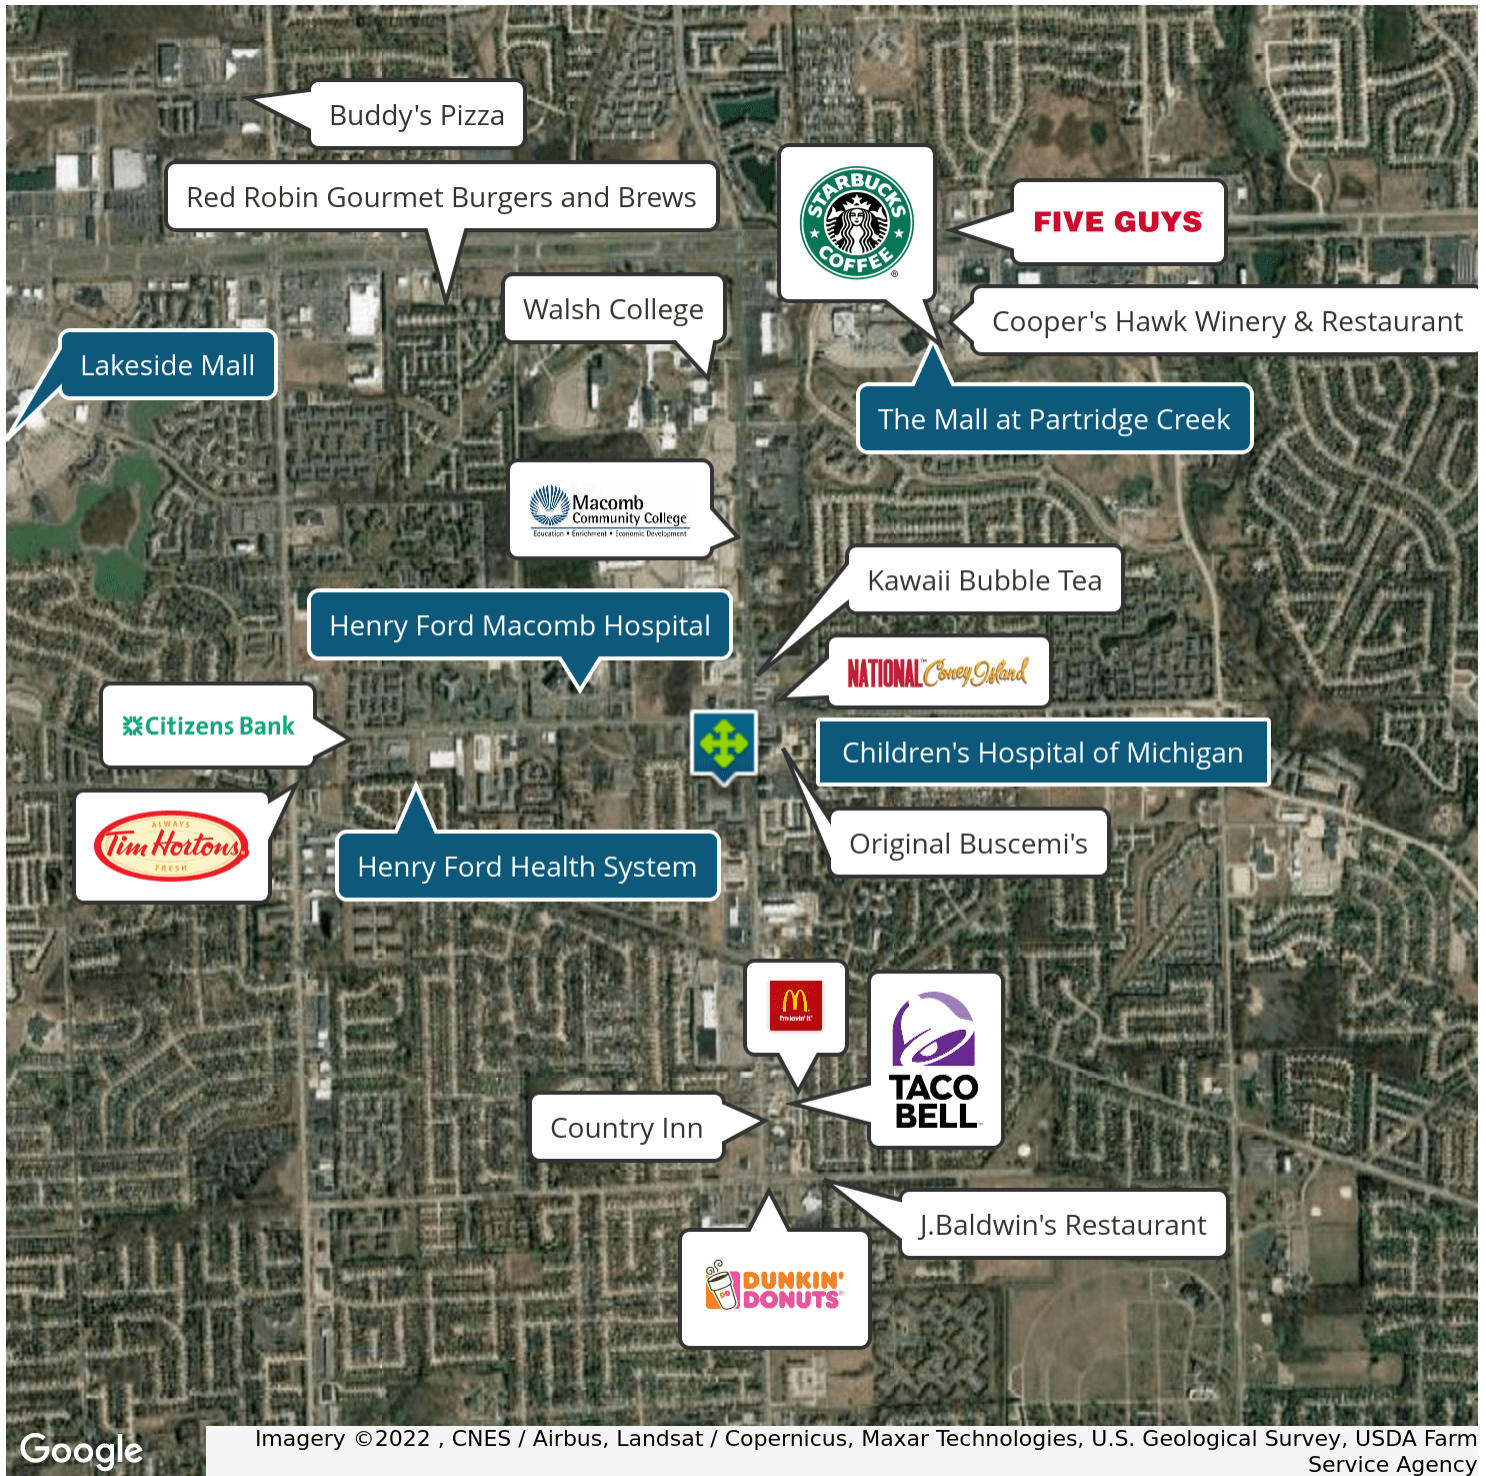 Buddy's Pizza
Red Robin Gourmet Burgers and Brews
STARBUCKS
COFFEE
®
FIVE GUYS
Walsh College
Cooper's Hawk Winery & Restaurant
Lakeside Mall
The Mall at Partridge Creek
Macomb
Community College
Education • Enrichment • Economic Development
Kawaii Bubble Tea
Henry Ford Macomb Hospital
NATIONAL Coney Island
Citizens Bank
Children's Hospital of Michigan
ALWAYS
Tim Hortons
FRESH
Original Buscemi's
Henry Ford Health System
i'm lovin' it
TACO
BELL
Country Inn
J.Baldwin's Restaurant
DD
DUNKIN'
DONUTS
Google
Imagery ©2022 , CNES / Airbus, Landsat / Copernicus, Maxar Technologies, U.S. Geological Survey, USDA Farm
Service Agency